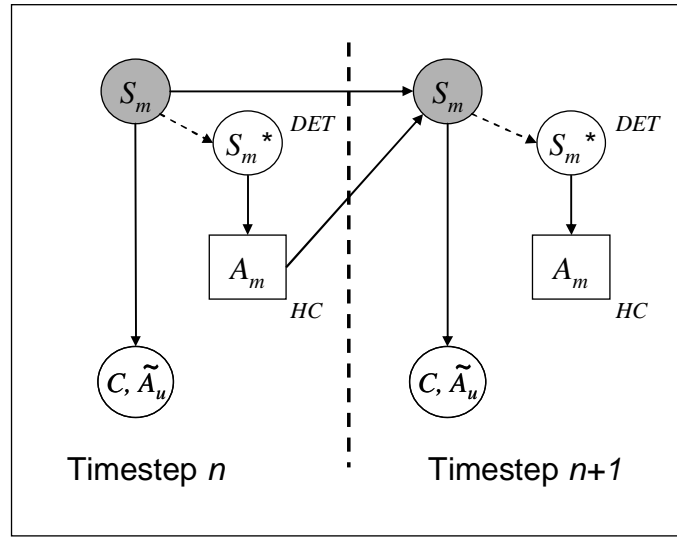 S_m S_m
S_m* DET S_m* DET
A_m A_m
HC HC
C, Ã_u C, Ã_u
Timestep n Timestep n+1